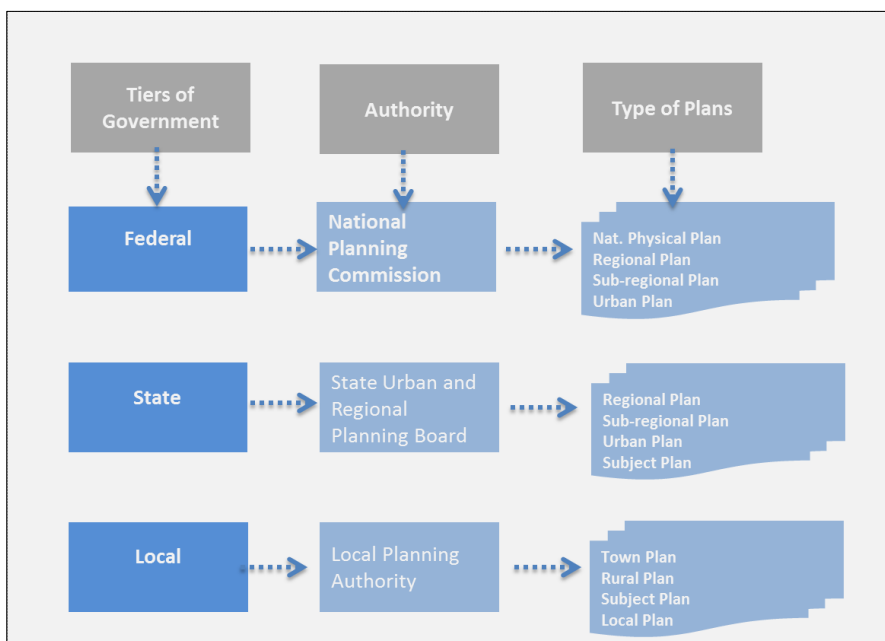 Tiers of
Government
Authority
Type of Plans
Federal
National
Planning
Commission
Nat. Physical Plan
Regional Plan
Sub-regional Plan
Urban Plan
State
State Urban and
Regional
Planning Board
Regional Plan
Sub-regional Plan
Urban Plan
Subject Plan
Local
Local Planning
Authority
Town Plan
Rural Plan
Subject Plan
Local Plan